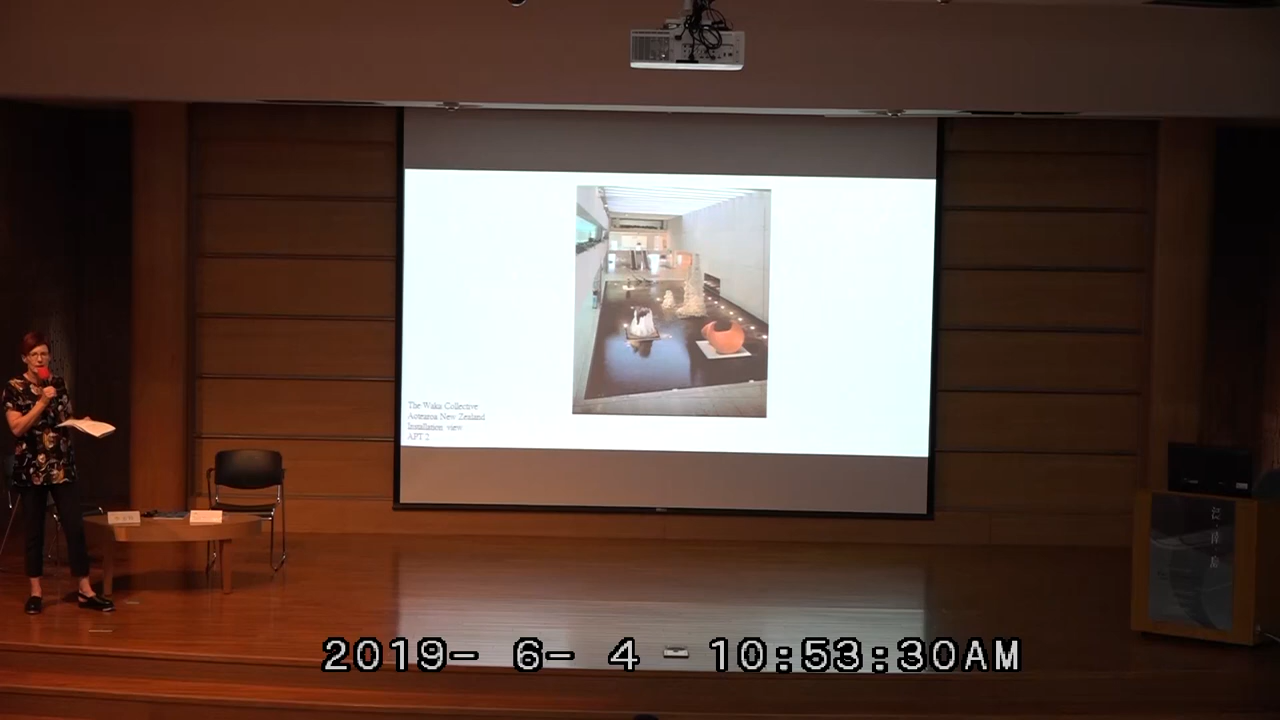 The Waka Collective
Aotearoa New Zealand
Installation view
APT 2
2019- 6- 4 10:53:30AM